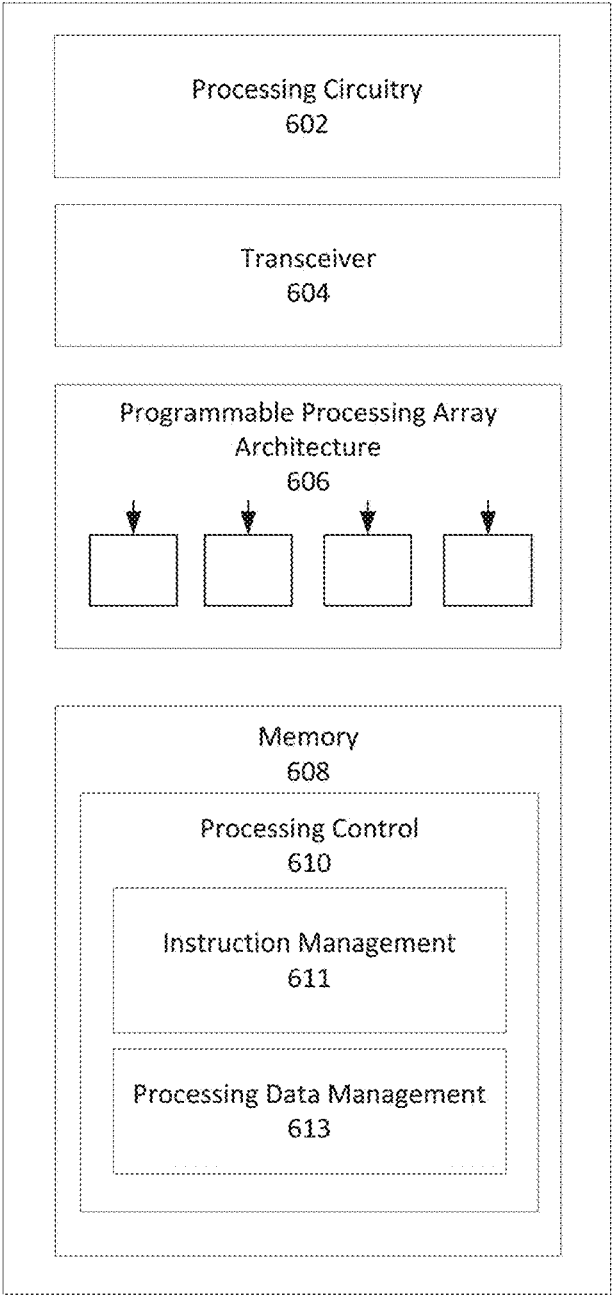 Processing Circuitry
602
Transceiver
604
Programmable Processing Array
Architecture
606
Memory
608
Processing Control
610
Instruction Management
611
Processing Data Management
613